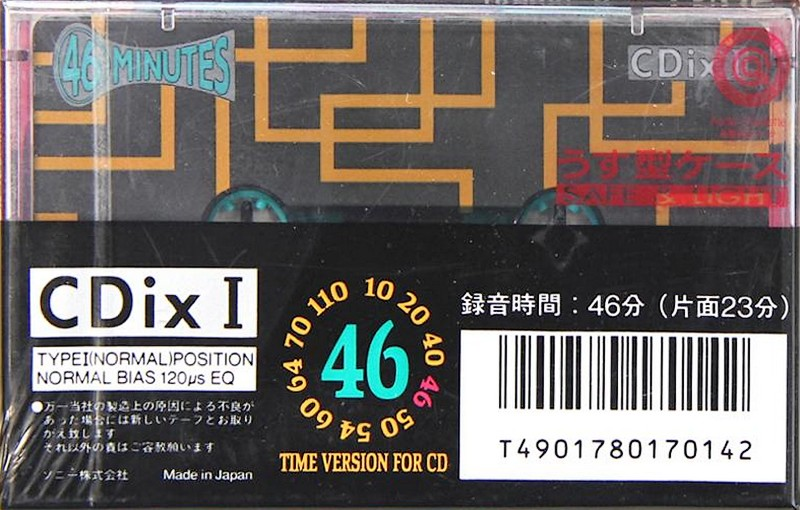 46 MINUTES
CDix I
うす型ケース
SAFE & LIGHT
CDix I
TYPEI(NORMAL)POSITION
NORMAL BIAS 120μs EQ
●万一当社の製造上の原因による不良が
あった場合には新しいテープとお取り
かえ致します
それ以外の責はご容赦願います
ソニー株式会社 Made in Japan
10 20 40 46 50 54 60 64 70 110
46
TIME VERSION FOR CD
録音時間：46分（片面23分）
T4901780170142